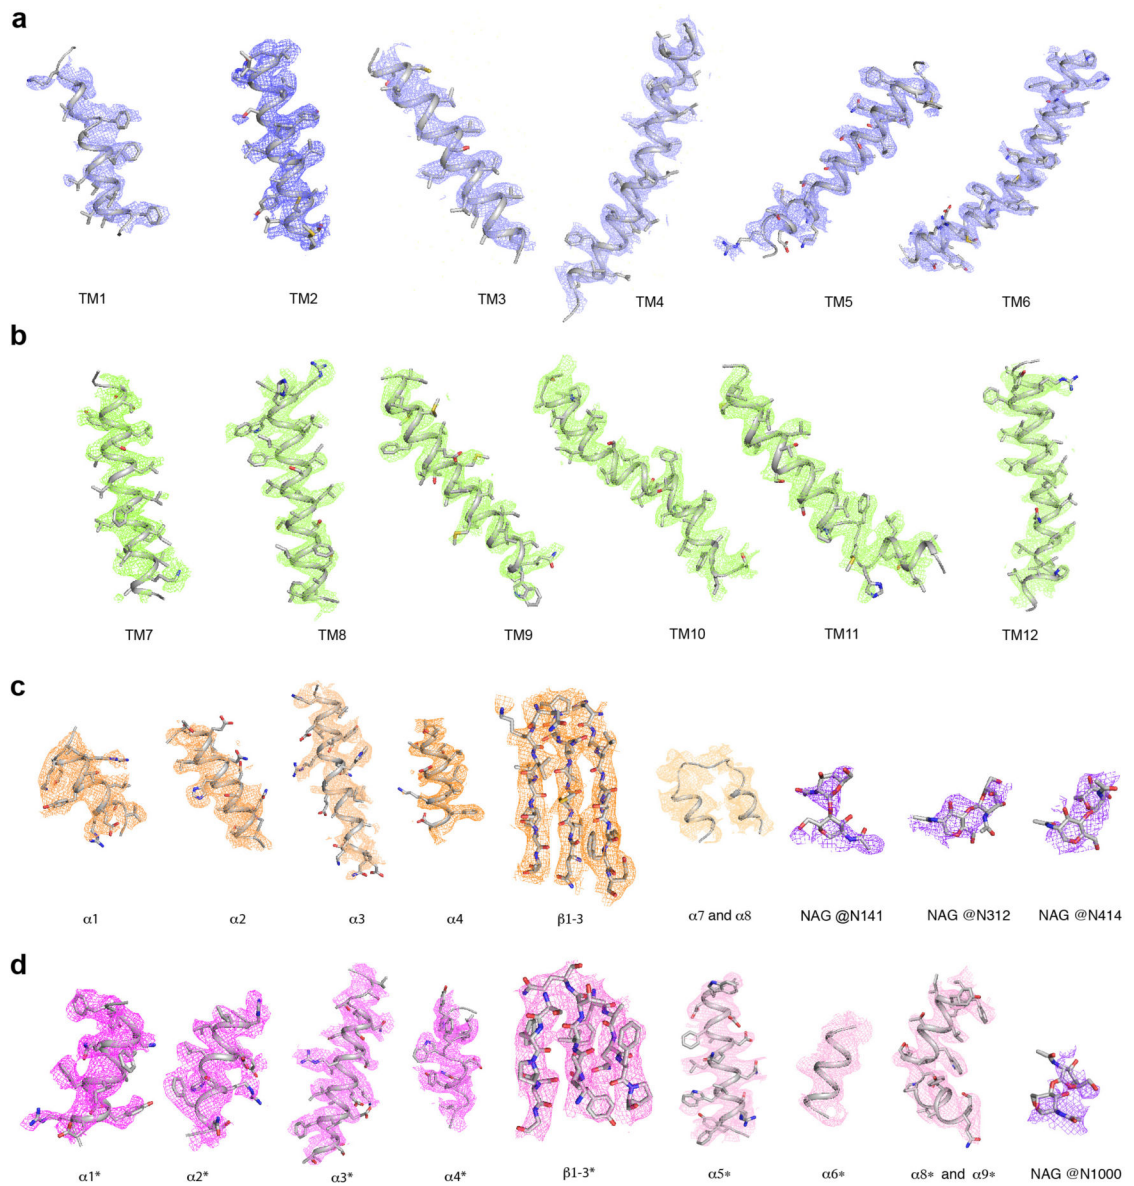 a
TM1 TM2 TM3 TM4 TM5 TM6
b
TM7 TM8 TM9 TM10 TM11 TM12
c
α1 α2 α3 α4 β1-3 α7 and α8 NAG @N141 NAG @N312 NAG @N414
d
α1* α2* α3* α4* β1-3* α5* α6* α8* and α9* NAG @N1000